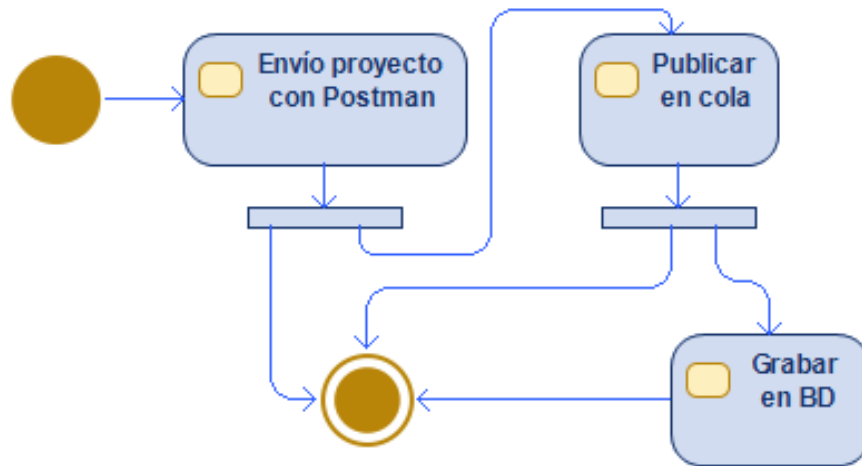 Envío proyecto
con Postman
Publicar
en cola
Grabar
en BD